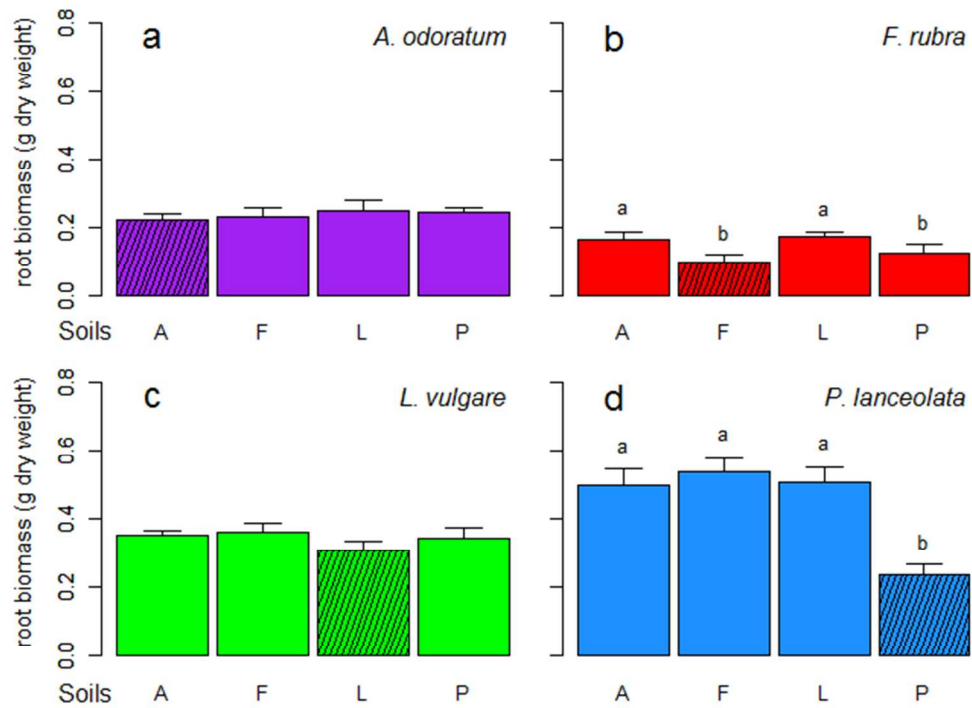 a A. odoratum
root biomass (g dry weight)
0.8
0.6
0.4
0.2
0.0
Soils A F L P
b F. rubra
a b a b
A F L P
c L. vulgare
root biomass (g dry weight)
0.8
0.6
0.4
0.2
0.0
Soils A F L P
d P. lanceolata
a a a b
A F L P